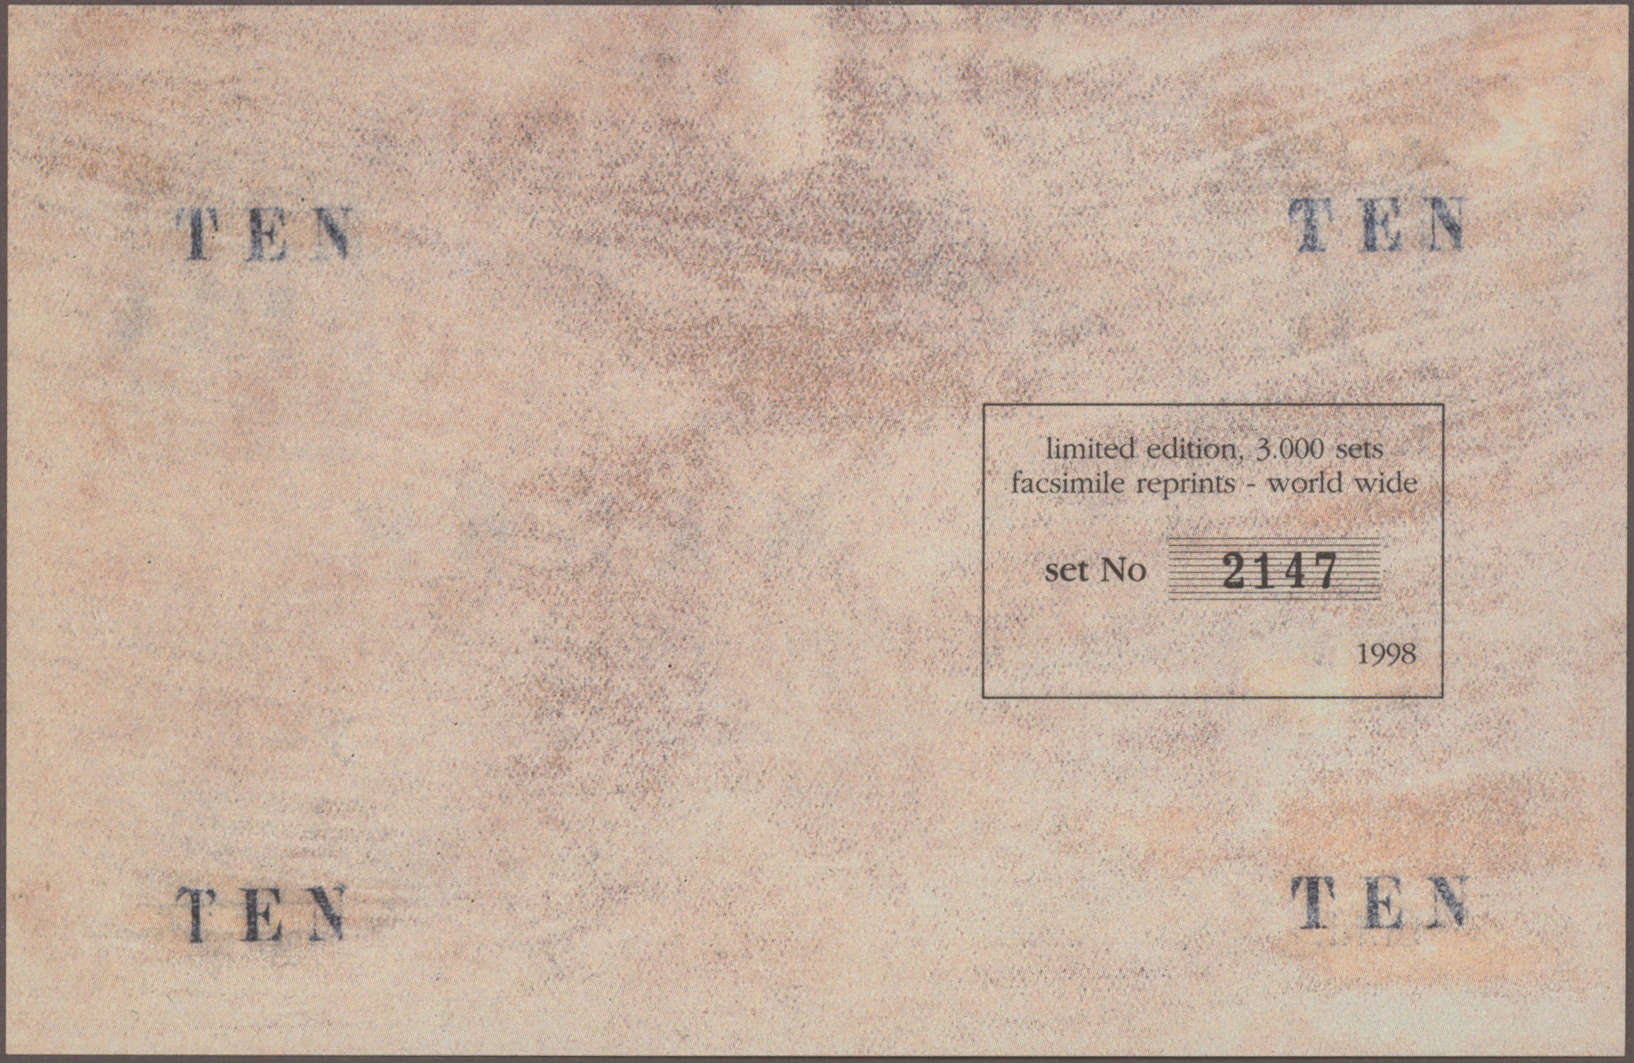 TEN
TEN
limited edition, 3.000 sets
facsimile reprints - world wide
set No 2147
1998
TEN
TEN